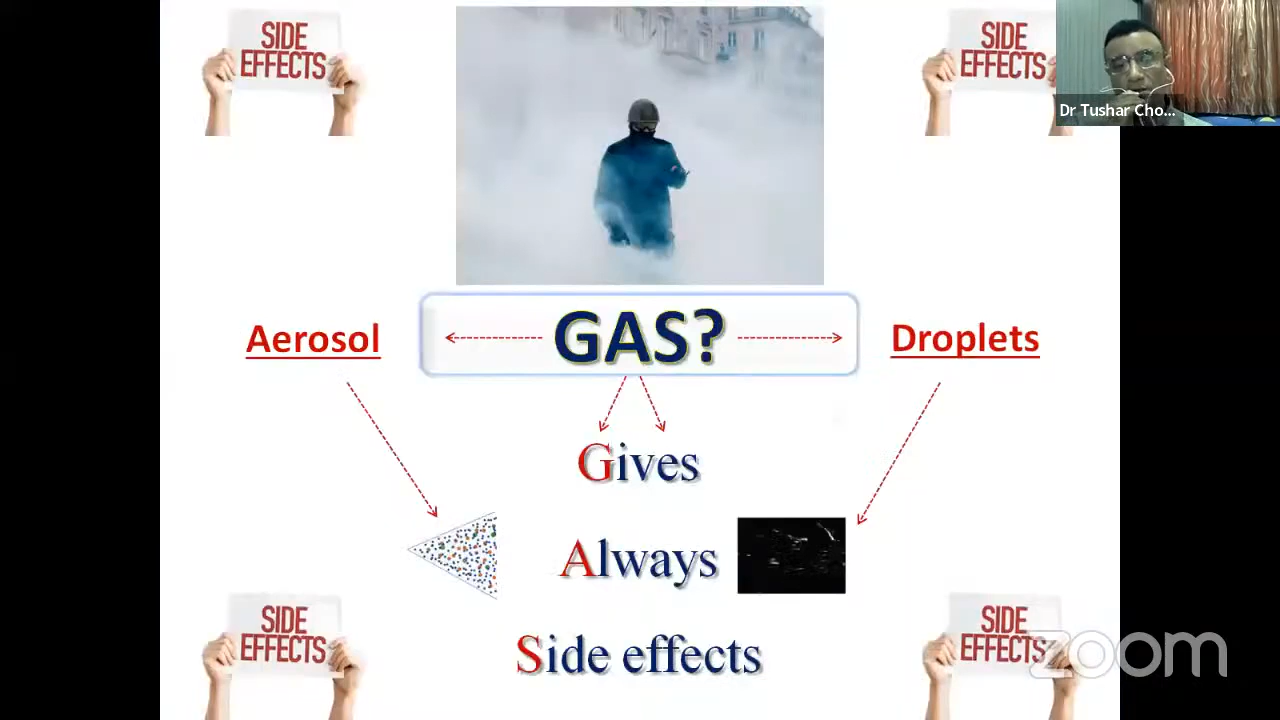 SIDE
EFFECTS
SIDE
EFFECTS
Dr Tushar Cho...
Aerosol
GAS?
Droplets
Gives
Always
Side effects
SIDE
EFFECTS
SIDE
EFFECTS
zoom